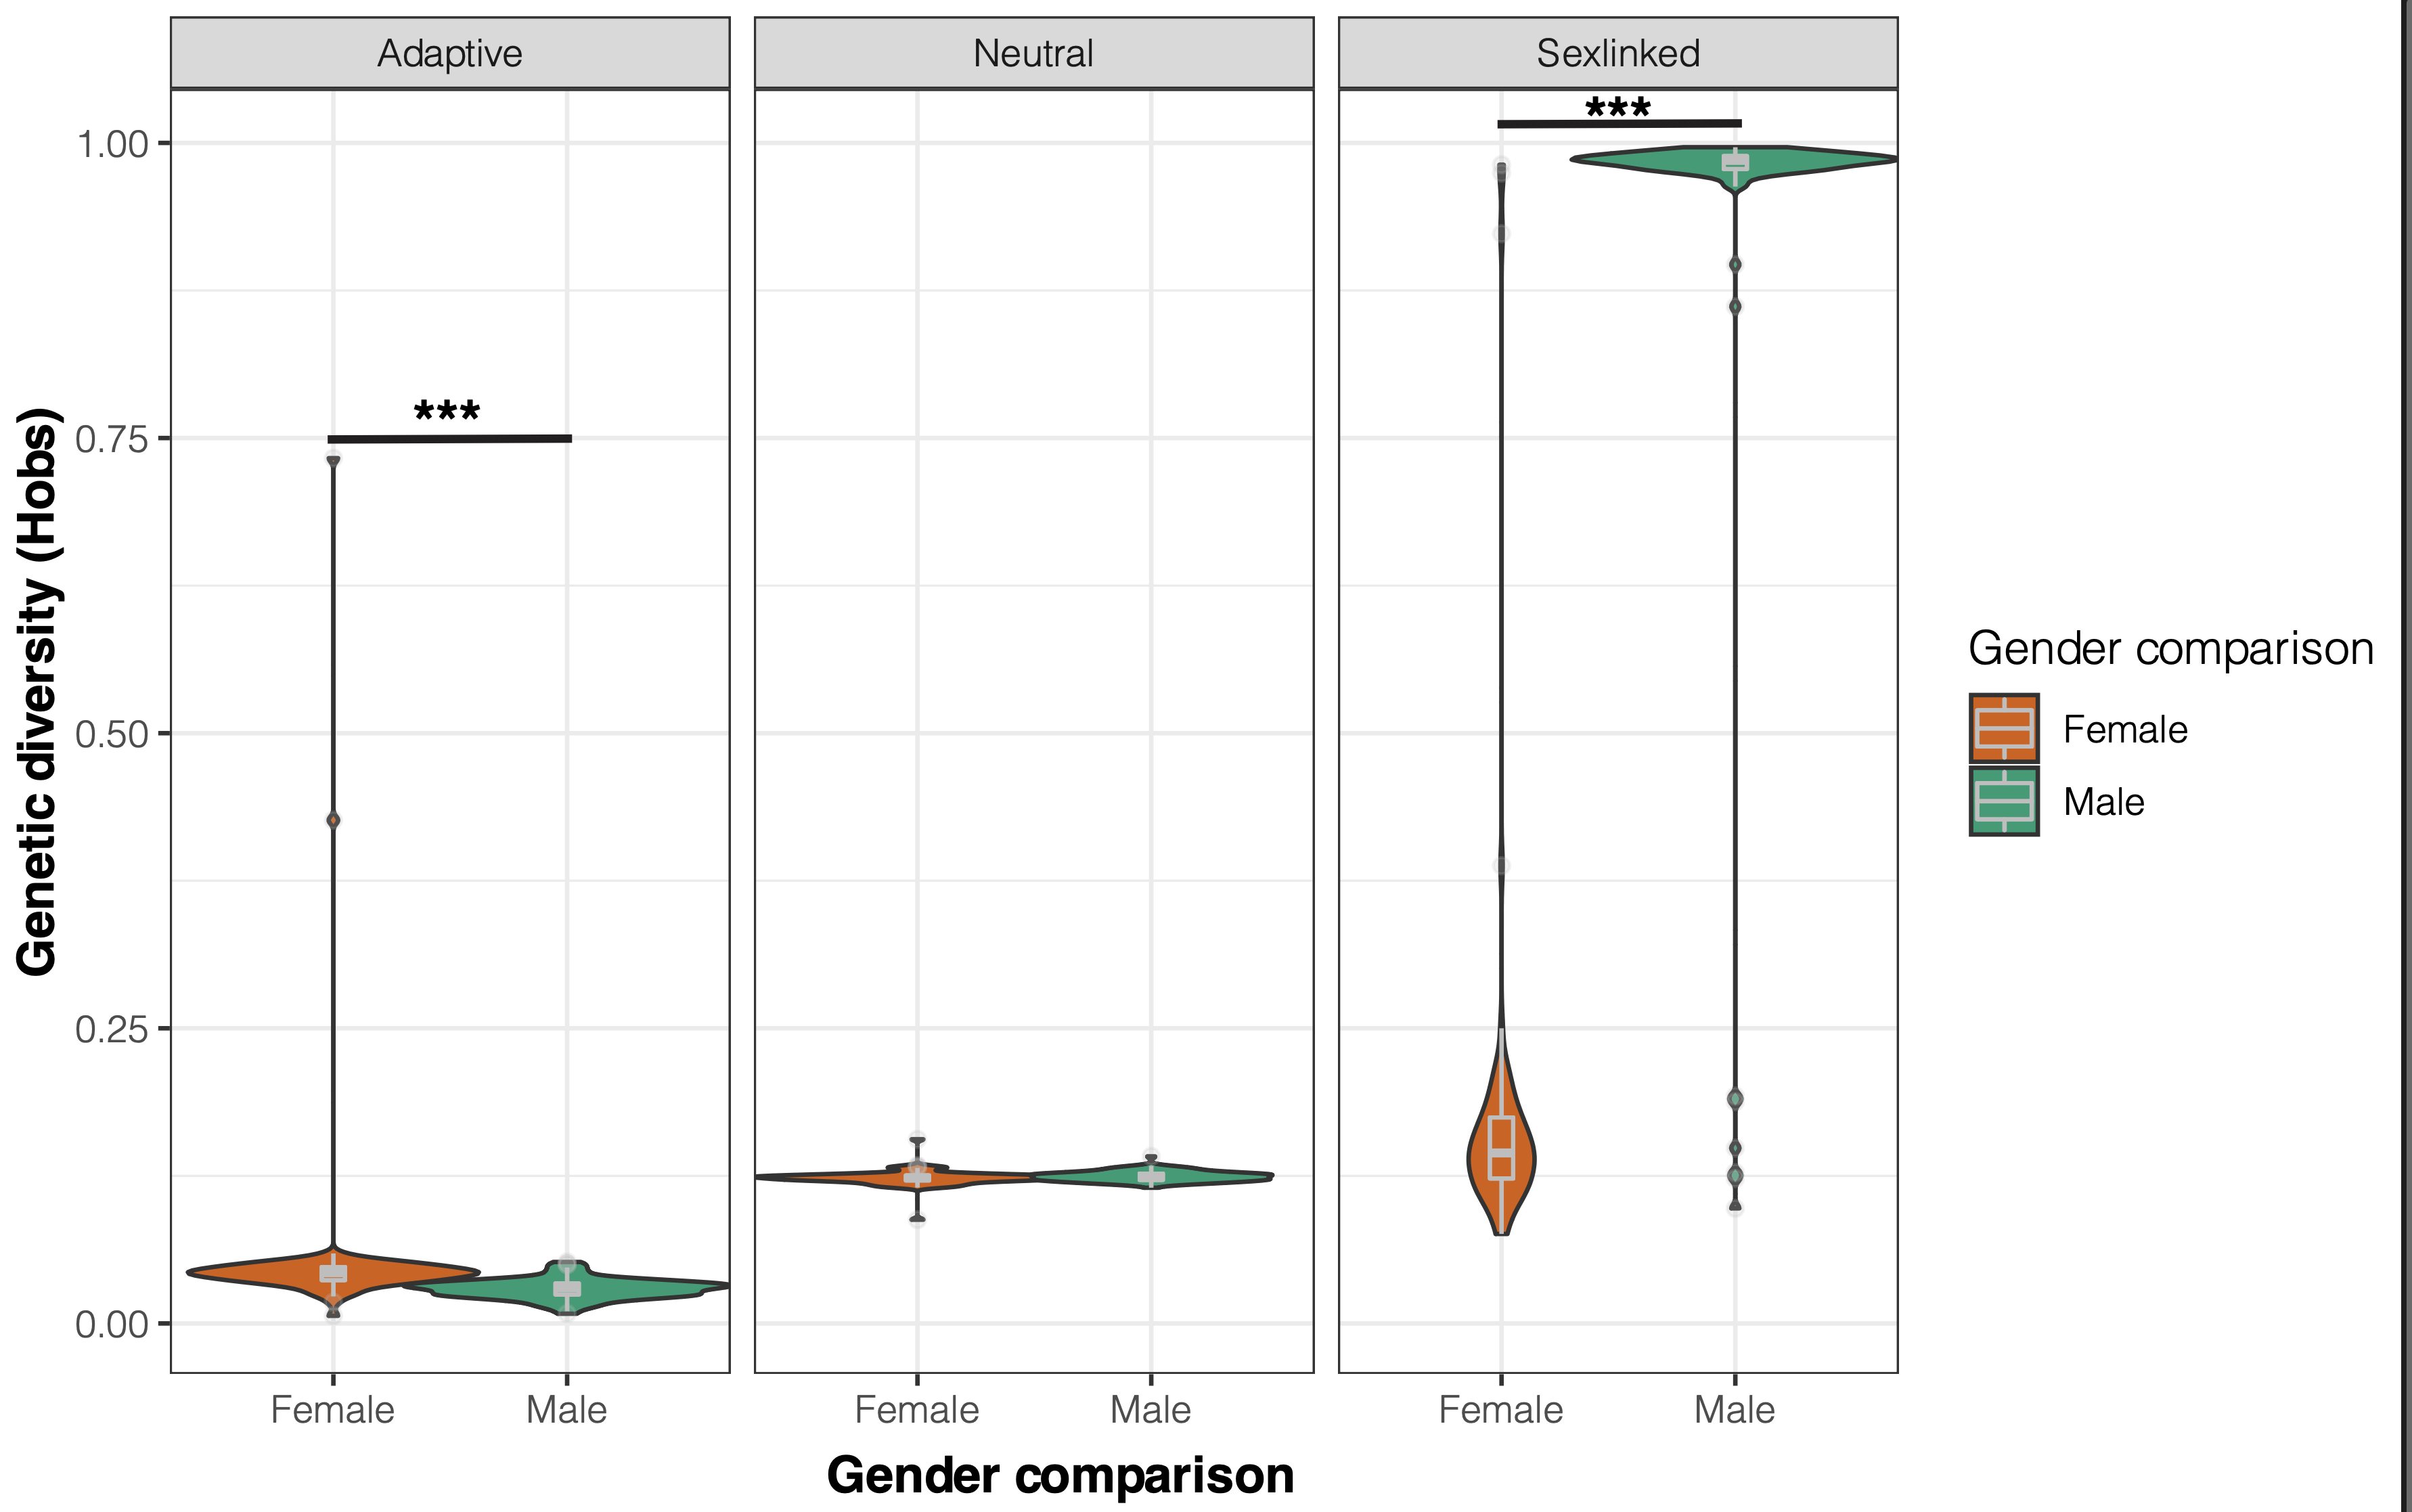 Adaptive
Neutral
Sexlinked
***
***
1.00
0.75
0.50
0.25
0.00
Genetic diversity (Hobs)
Female
Male
Female
Male
Female
Male
Gender comparison
Gender comparison
Female
Male